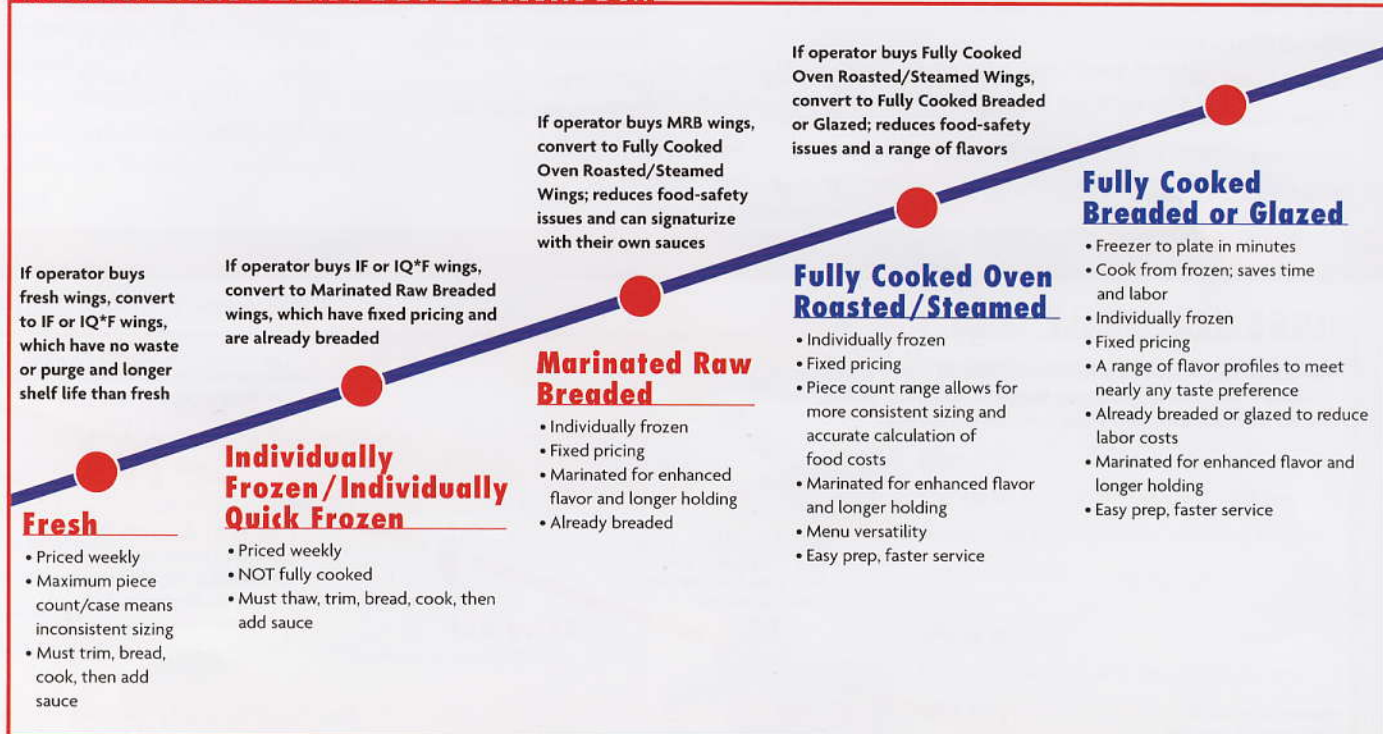 If operator buys
fresh wings, convert
to IF or IQ*F wings,
which have no waste
or purge and longer
shelf life than fresh
Fresh
• Priced weekly
• Maximum piece
count/case means
inconsistent sizing
• Must trim, bread,
cook, then add
sauce
If operator buys IF or IQ*F wings,
convert to Marinated Raw Breaded
wings, which have fixed pricing and
are already breaded
Individually
Frozen/Individually
Quick Frozen
• Priced weekly
• NOT fully cooked
• Must thaw, trim, bread, cook, then
add sauce
If operator buys MRB wings,
convert to Fully Cooked
Oven Roasted/Steamed
Wings; reduces food-safety
issues and can signaturize
with their own sauces
Marinated Raw
Breaded
• Individually frozen
• Fixed pricing
• Marinated for enhanced
flavor and longer holding
• Already breaded
If operator buys Fully Cooked
Oven Roasted/Steamed Wings,
convert to Fully Cooked Breaded
or Glazed; reduces food-safety
issues and a range of flavors
Fully Cooked Oven
Roasted/Steamed
• Individually frozen
• Fixed pricing
• Piece count range allows for
more consistent sizing and
accurate calculation of
food costs
• Marinated for enhanced flavor
and longer holding
• Menu versatility
• Easy prep, faster service
Fully Cooked
Breaded or Glazed
• Freezer to plate in minutes
• Cook from frozen; saves time
and labor
• Individually frozen
• Fixed pricing
• A range of flavor profiles to meet
nearly any taste preference
• Already breaded or glazed to reduce
labor costs
• Marinated for enhanced flavor and
longer holding
• Easy prep, faster service